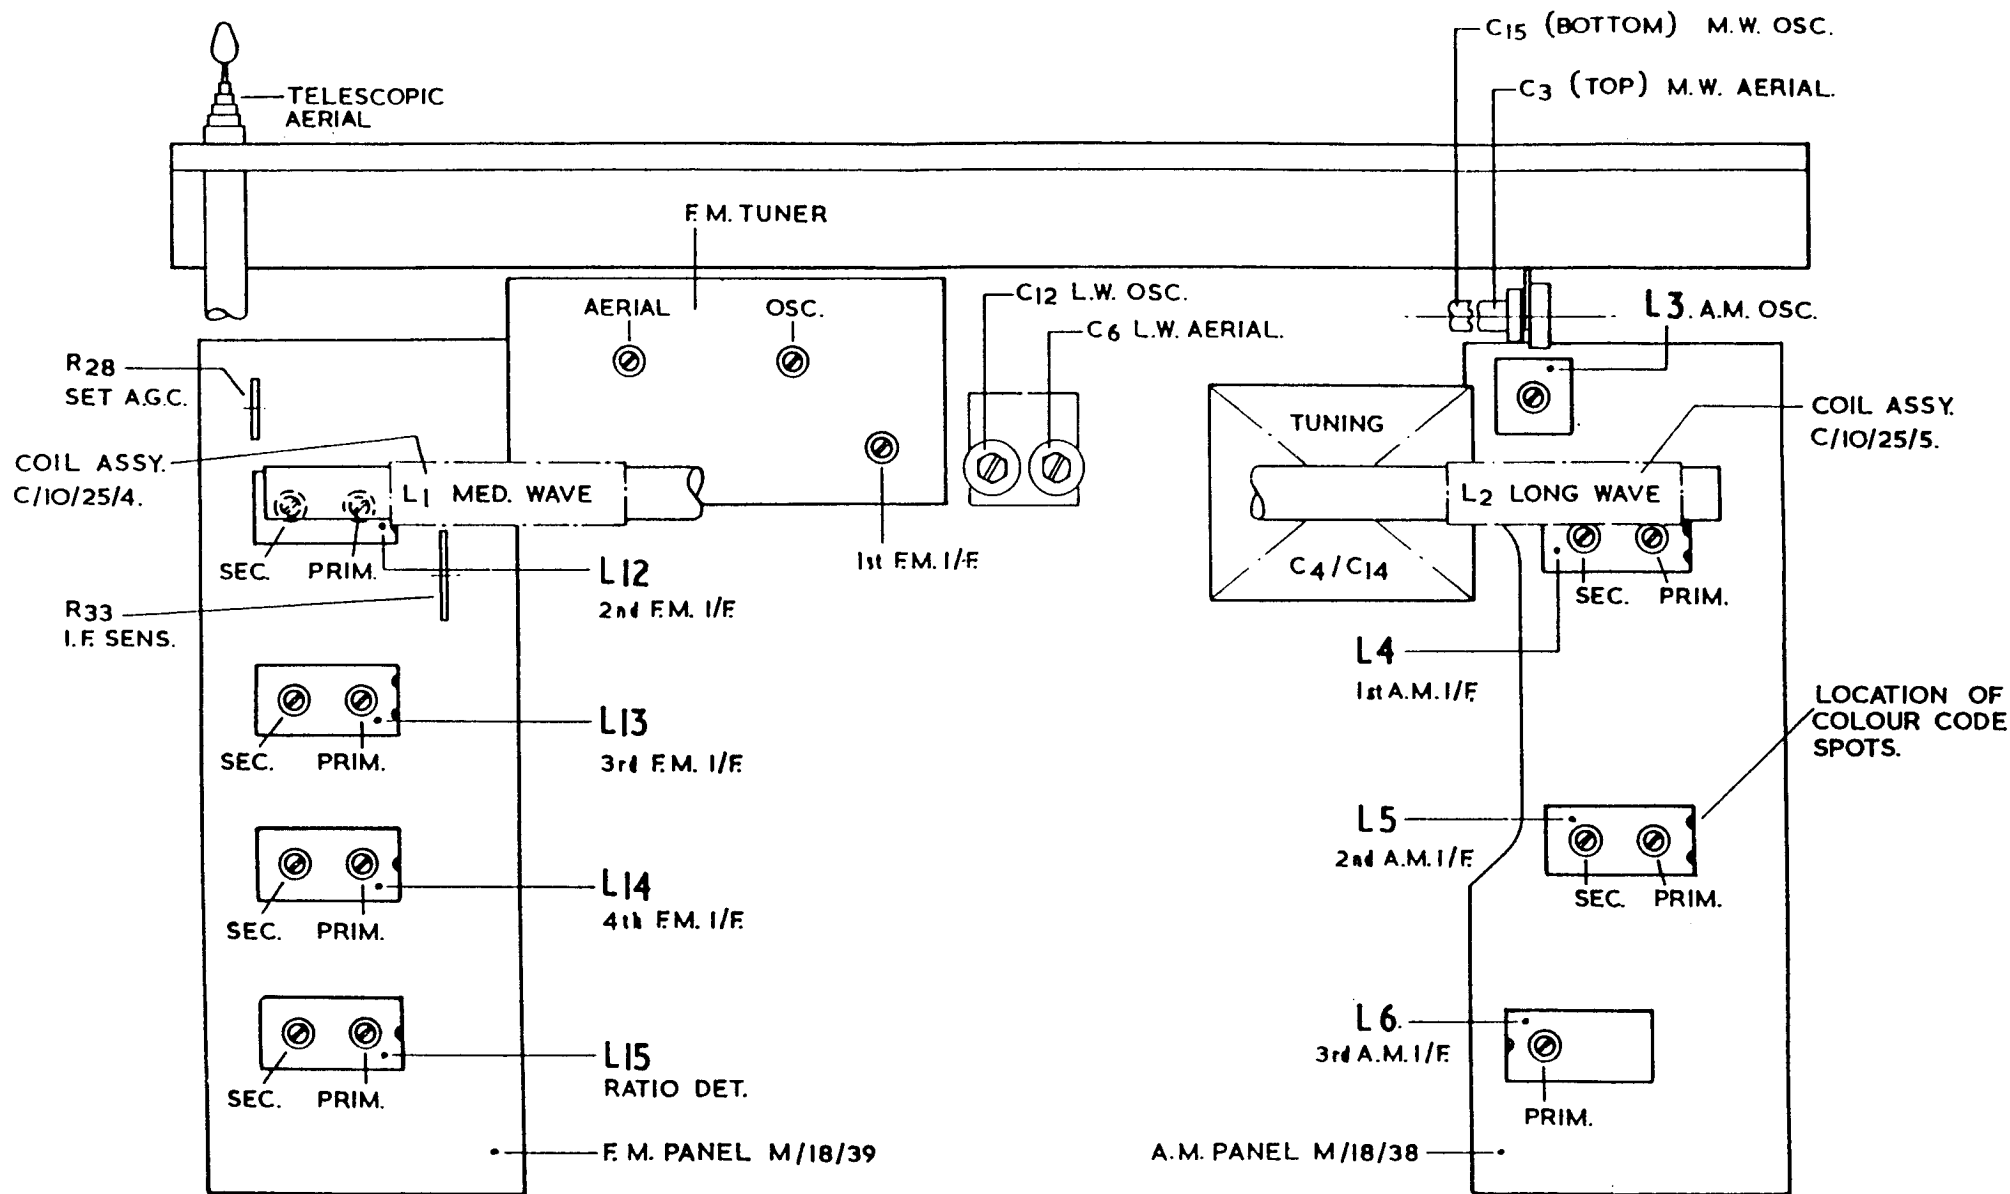 C15 (BOTTOM) M.W. OSC.
C3 (TOP) M.W. AERIAL.
TELESCOPIC
AERIAL
F.M. TUNER
AERIAL
OSC.
C12 L.W. OSC.
C6 L.W. AERIAL.
L3. A.M. OSC.
R28
SET A.G.C.
COIL ASSY.
C/10/25/4.
L1 MED. WAVE
SEC.
PRIM.
L12
2nd F.M. I/F.
1st F.M. I/F.
R33
I.F. SENS.
TUNING
C4/C14
COIL ASSY.
C/10/25/5.
L2 LONG WAVE
SEC.
PRIM.
L4
1st A.M. I/F.
L13
3rd F.M. I/F.
SEC.
PRIM.
LOCATION OF
COLOUR CODE
SPOTS.
L14
4th F.M. I/F.
SEC.
PRIM.
L5
2nd A.M. I/F.
SEC.
PRIM.
L15
RATIO DET.
SEC.
PRIM.
L6.
3rd A.M. I/F.
PRIM.
F.M. PANEL M/18/39
A.M. PANEL M/18/38